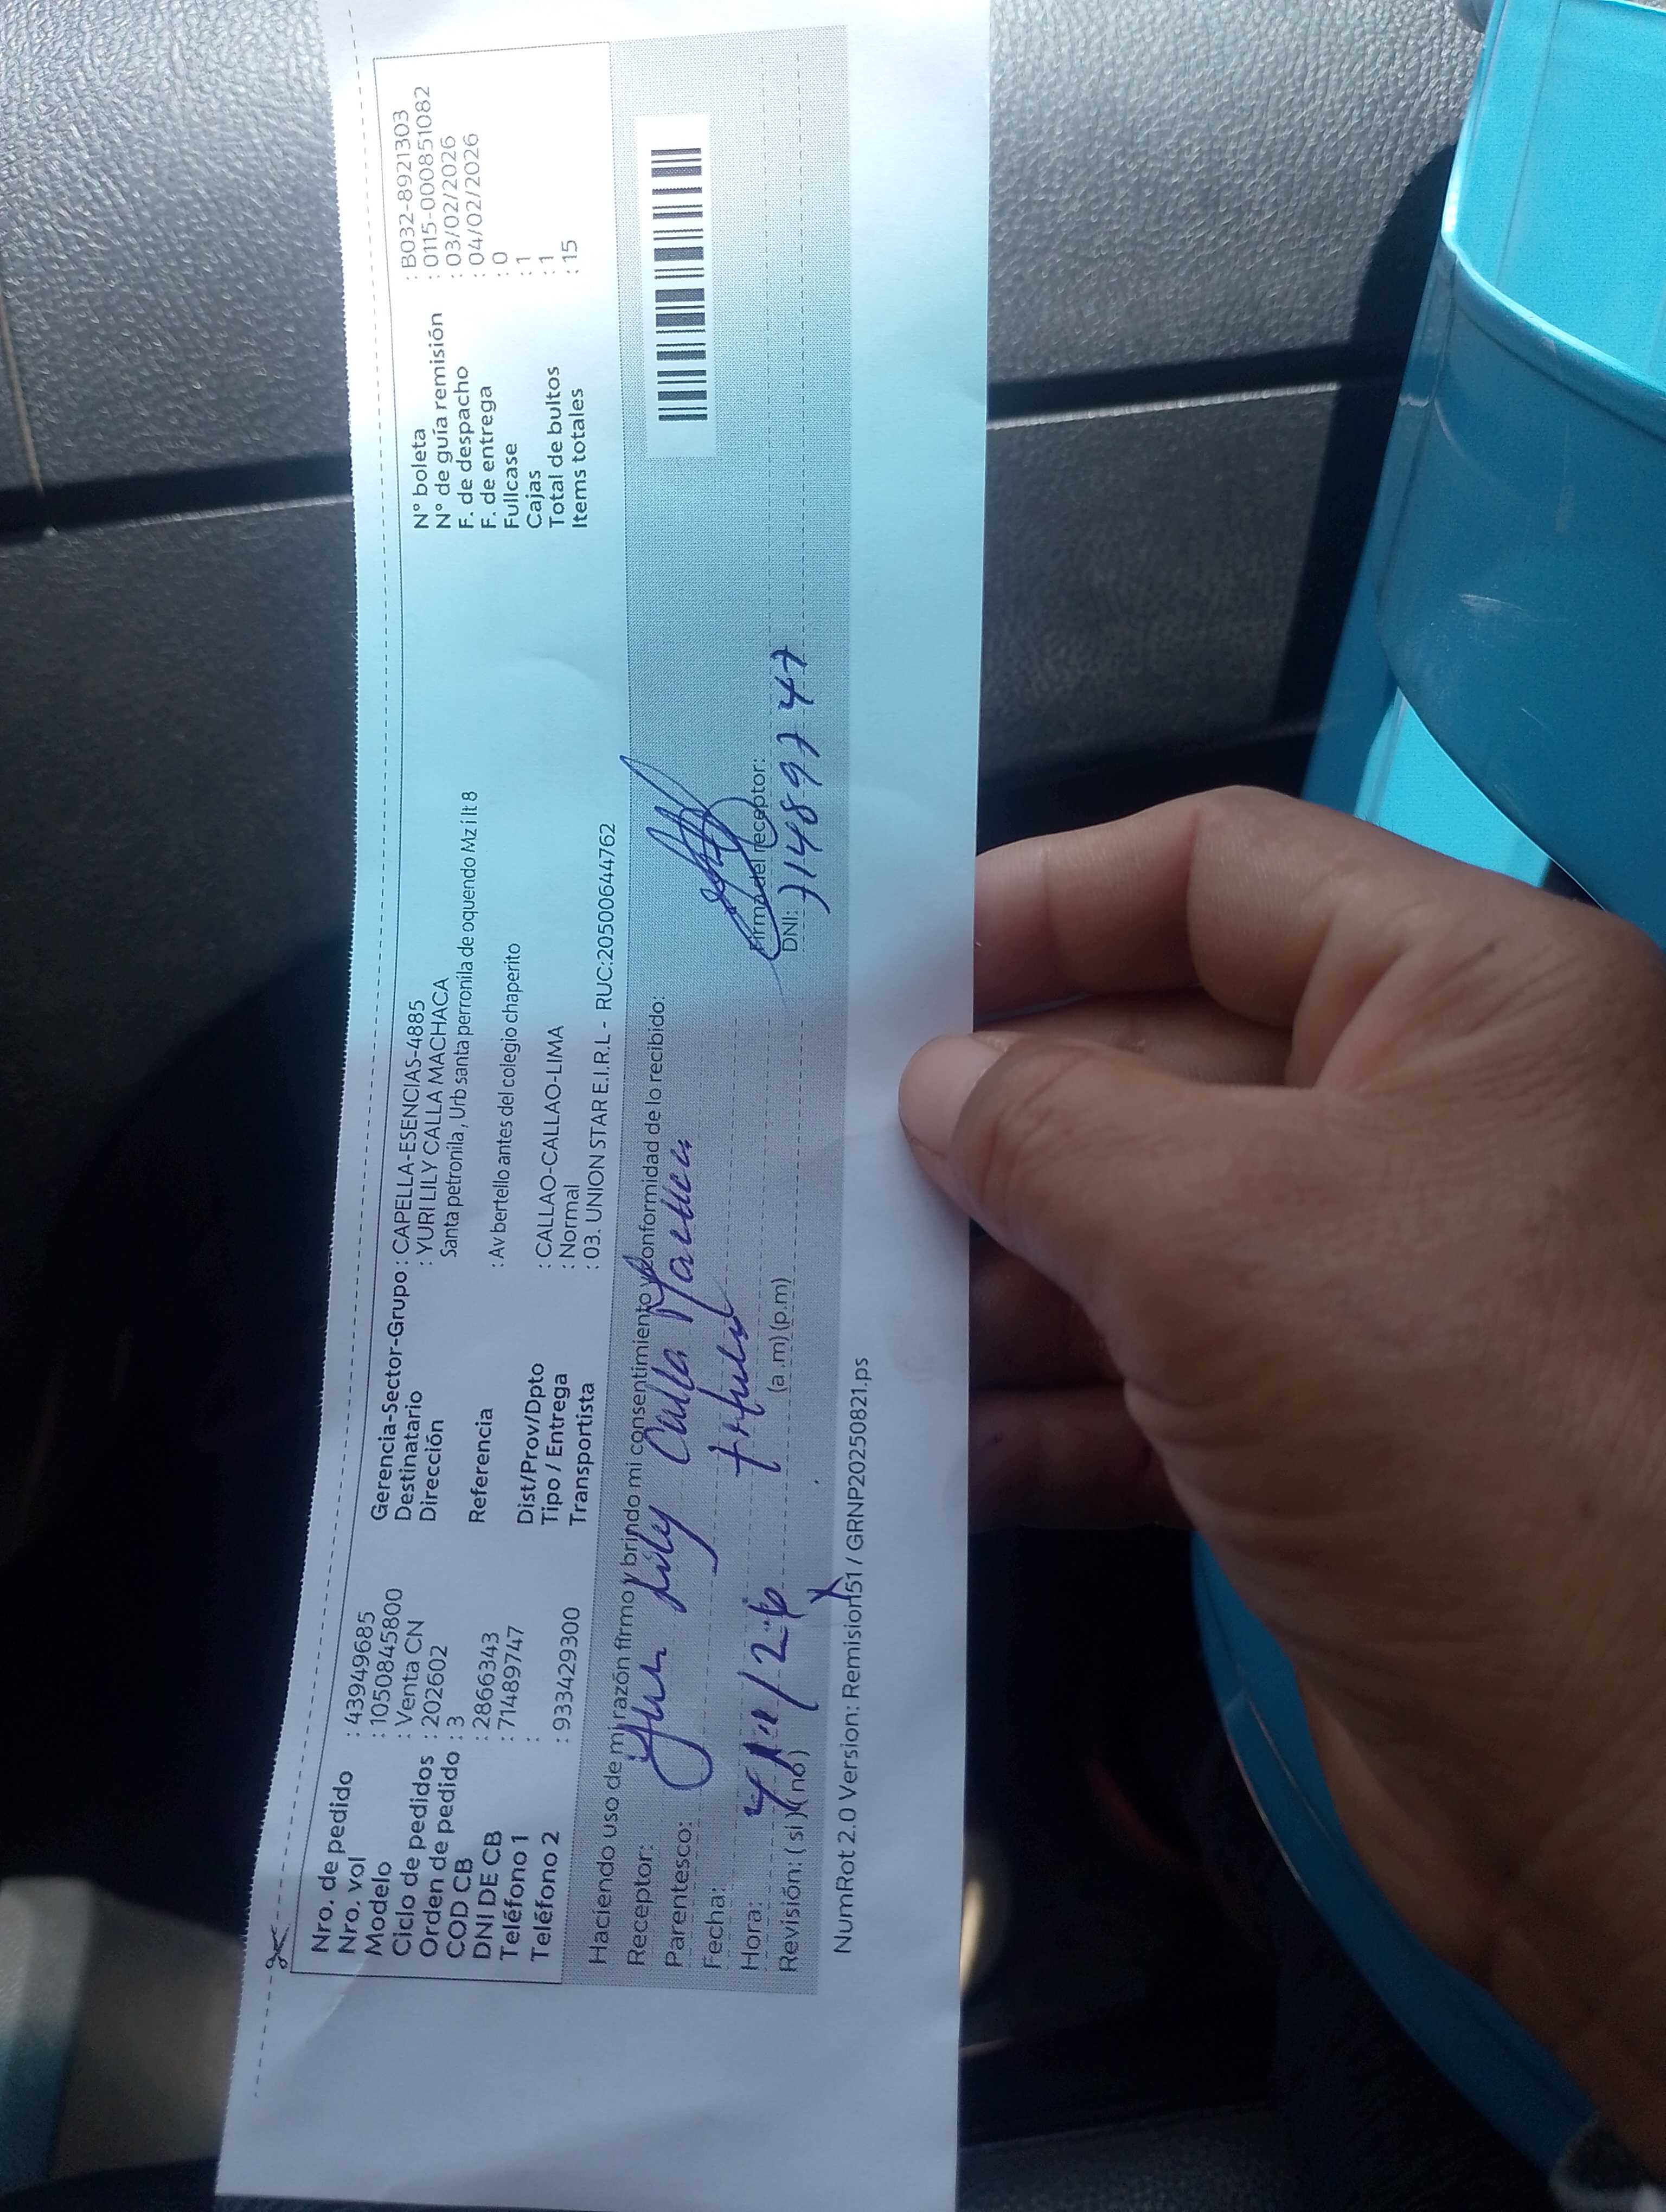 Nro. de pedido : 43949685
Nro. vol : 1050845800
Modelo : Venta CN
Ciclo de pedidos : 202602
Orden de pedido : 3
COD CB : 2866343
DNI DE CB : 71489747
Teléfono 1 :
Teléfono 2 : 933429300
Gerencia-Sector-Grupo : CAPELLA-ESENCIAS-4885
Destinatario : YURI LILY CALLA MACHACA
Dirección Santa petronila , Urb santa perronila de oquendo Mz i lt 8
Referencia : Av bertello antes del colegio chaperito
Dist/Prov/Dpto : CALLAO-CALLAO-LIMA
Tipo / Entrega : Normal
Transportista : 03. UNION STAR E.I.R.L - RUC:20500644762
N° boleta : B032-8921303
N° de guía remisión : 0115-000851082
F. de despacho : 03/02/2026
F. de entrega : 04/02/2026
Fullcase : 0
Cajas : 1
Total de bultos : 1
Items totales : 15
Haciendo uso de mi razón firmo y brindo mi consentimiento y conformidad de lo recibido:
Receptor: Yuri Lily Calla
Parentesco:
Fecha:
Hora: (a .m) (p.m)
Revisión: ( si ) ( no )
Firma del receptor:
DNI: 71489747
NumRot 2.0 Version: Remision51 / GRNP20250821.ps